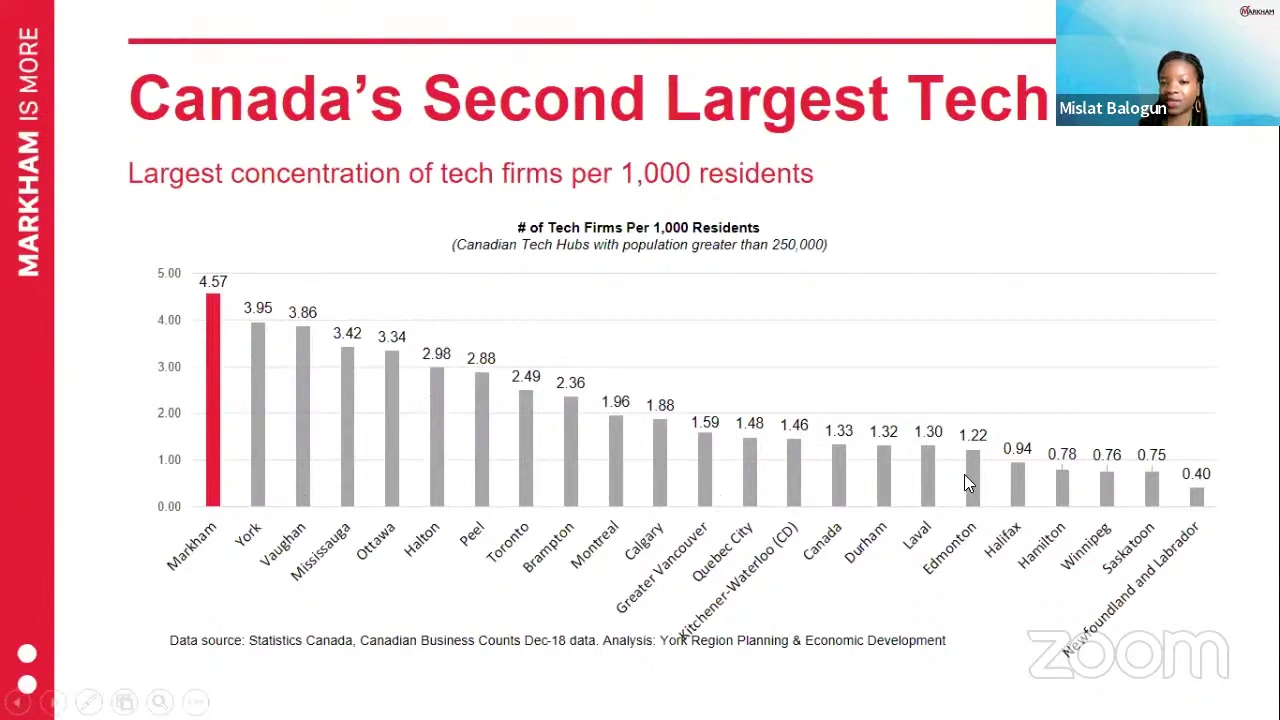 MARKHAM IS MORE
Canada's Second Largest Tech
Largest concentration of tech firms per 1,000 residents
MARKHAM
Mislat Balogun
# of Tech Firms Per 1,000 Residents
(Canadian Tech Hubs with population greater than 250,000)
5.00
4.00
3.00
2.00
1.00
0.00
4.57
3.95
3.86
3.42
3.34
2.98
2.88
2.49
2.36
1.96
1.88
1.59
1.48
1.46
1.33
1.32
1.30
1.22
0.94
0.78
0.76
0.75
0.40
Markham
York
Vaughan
Mississauga
Ottawa
Halton
Peel
Toronto
Brampton
Montreal
Calgary
Greater Vancouver
Quebec City
Kitchener-Waterloo (CD)
Canada
Durham
Laval
Edmonton
Halifax
Hamilton
Winnipeg
Saskatoon
Newfoundland and Labrador
Data source: Statistics Canada, Canadian Business Counts Dec-18 data. Analysis: York Region Planning & Economic Development
zoom